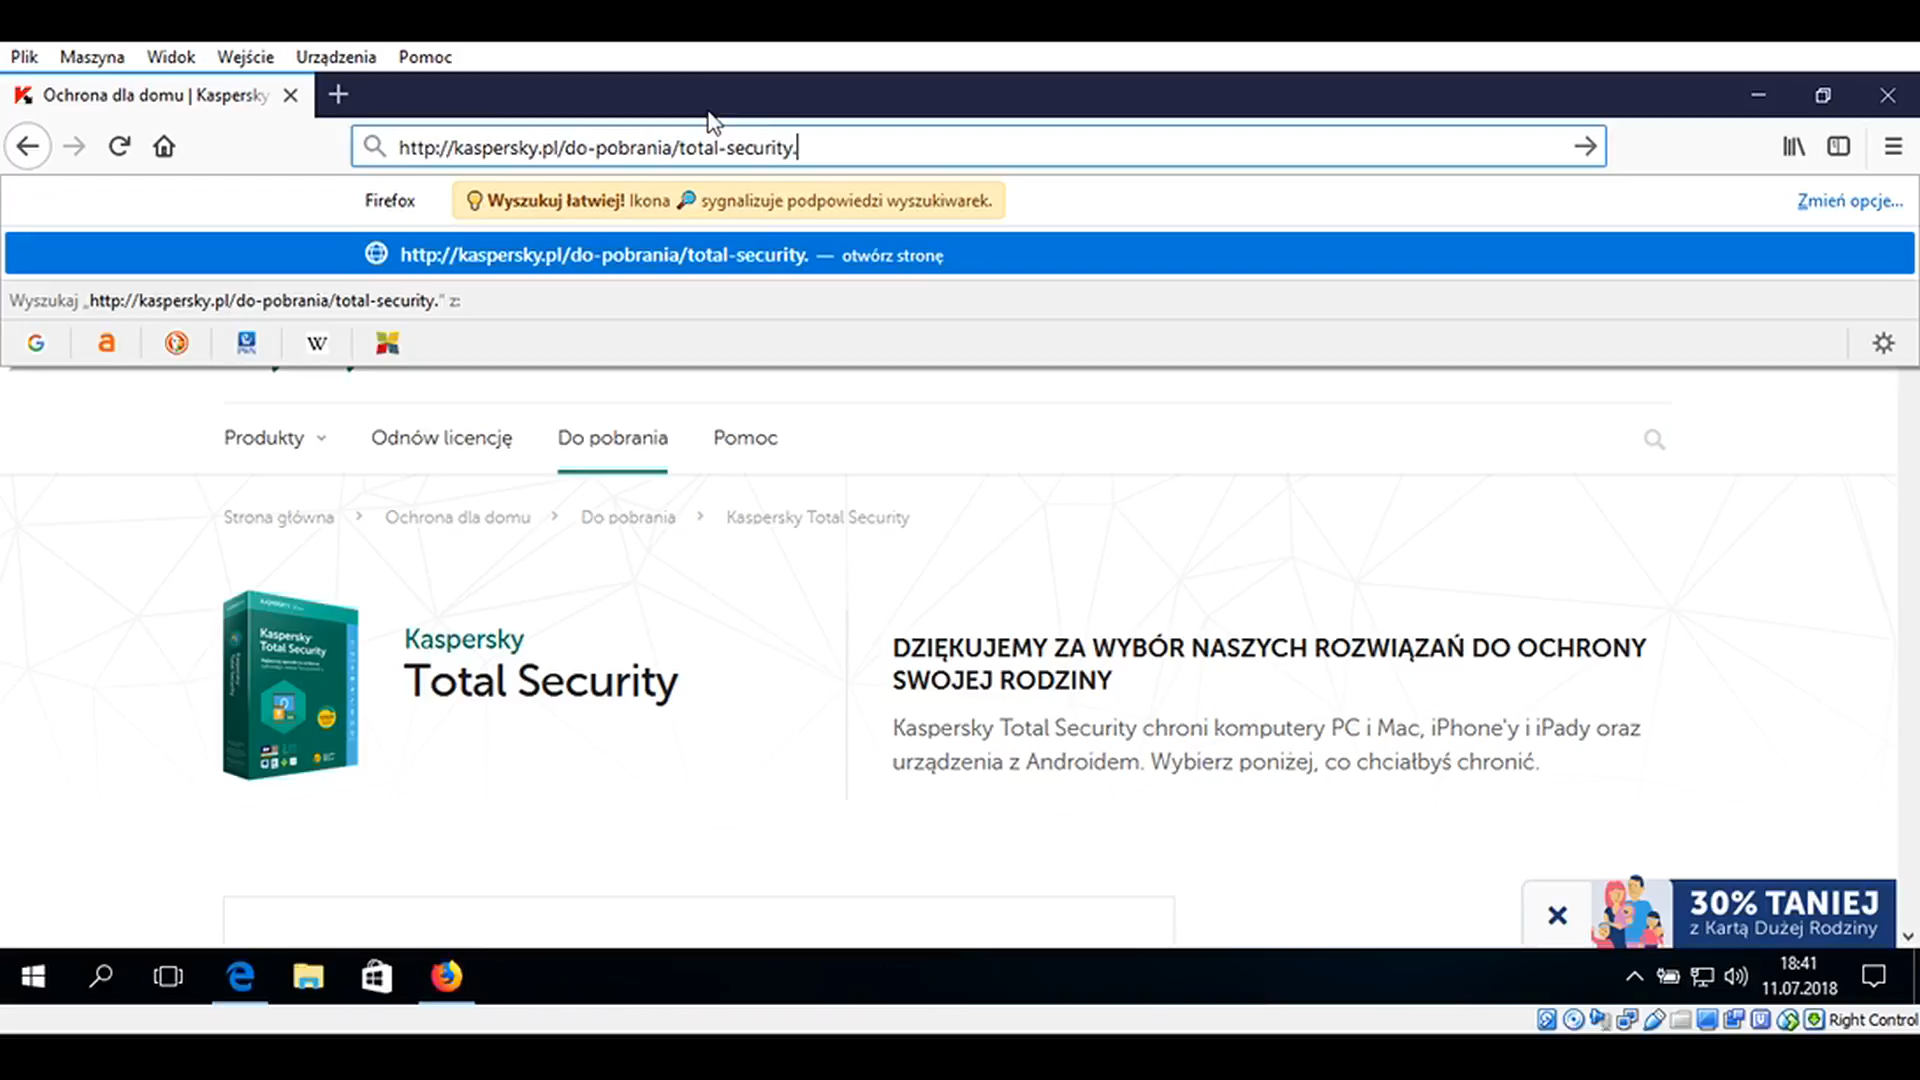 Plik Maszyna Widok Wejście Urządzenia Pomoc
Ochrona dla domu | Kaspersky
http://kaspersky.pl/do-pobrania/total-security.
Firefox Wyszukuj łatwiej! Ikona sygnalizuje podpowiedzi wyszukiwarek. Zmień opcje...
http://kaspersky.pl/do-pobrania/total-security. — otwórz stronę
Wyszukaj „http://kaspersky.pl/do-pobrania/total-security.” z:
G a PWN W
Produkty Odnów licencję Do pobrania Pomoc
Strona główna > Ochrona dla domu > Do pobrania > Kaspersky Total Security
KASPERSKY
Kaspersky
Total Security
Kaspersky
Total Security
DZIĘKUJEMY ZA WYBÓR NASZYCH ROZWIĄZAŃ DO OCHRONY
SWOJEJ RODZINY
Kaspersky Total Security chroni komputery PC i Mac, iPhone'y i iPady oraz
urządzenia z Androidem. Wybierz poniżej, co chciałbyś chronić.
30% TANIEJ
z Kartą Dużej Rodziny
18:41
11.07.2018
Right Control